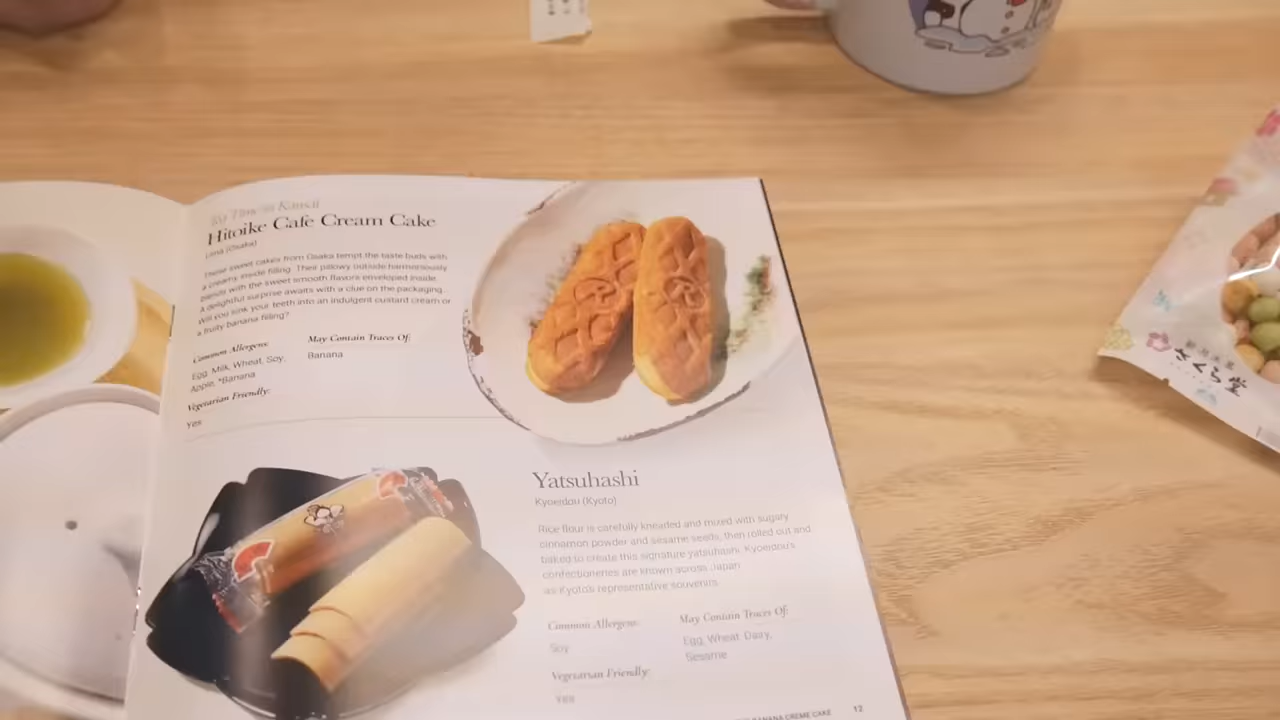 Hitoike Cafe Cream Cake
(Osaka)
These sweet cakes from Osaka tempt the taste buds with
a creamy inside filling. Their pillowy outside harmoniously
blends with the sweet smooth flavors enveloped inside.
A delightful surprise awaits with a clue on the packaging.
Will you sink your teeth into an indulgent custard cream or
a fruity banana filling?
Common Allergens:
Egg, Milk, Wheat, Soy,
Apple, *Banana
May Contain Traces Of:
Banana
Vegetarian Friendly:
Yes
Yatsuhashi
Kyoeidou (Kyoto)
Rice flour is carefully kneaded and mixed with sugary
cinnamon powder and sesame seeds, then rolled out and
baked to create this signature yatsuhashi. Kyoeidou's
confectioneries are known across Japan
as Kyoto's representative souvenirs.
Common Allergens:
Soy
May Contain Traces Of:
Egg, Wheat, Dairy,
Sesame
Vegetarian Friendly:
Yes
BANANA CREME CAKE
12
さくら堂